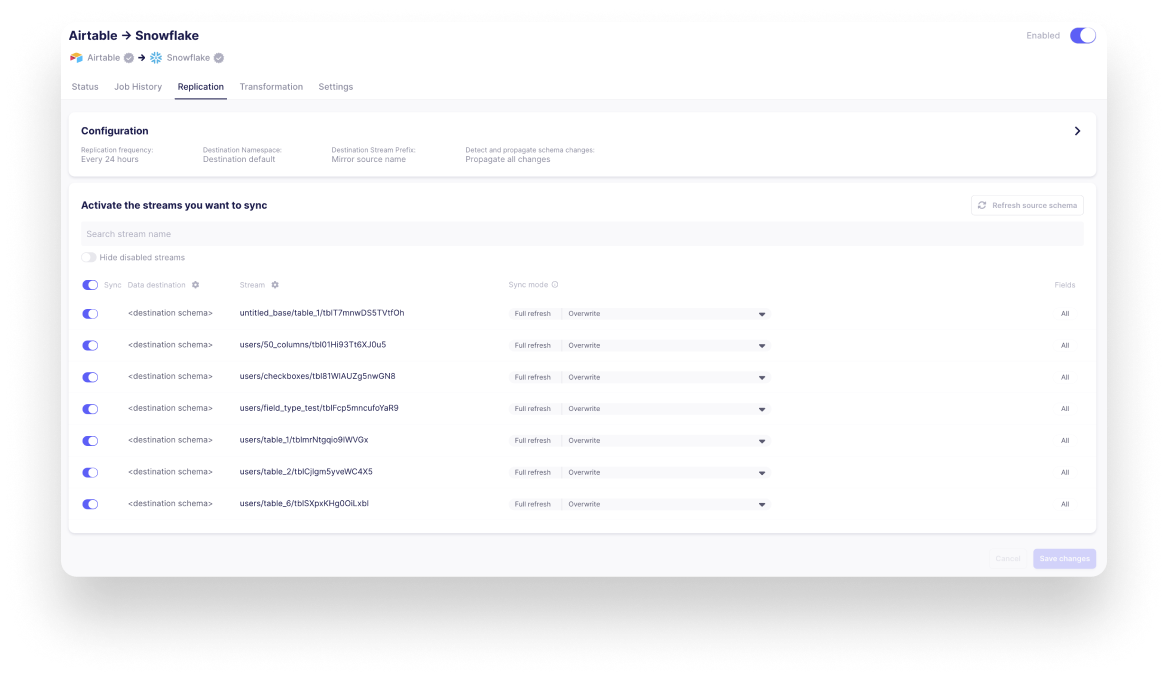 Airtable → Snowflake
Enabled
Airtable → Snowflake
Status Job History Replication Transformation Settings
Configuration
Replication frequency: Destination Namespace: Destination Stream Prefix: Detect and propagate schema changes:
Every 24 hours Destination default Mirror source name Propagate all changes
Activate the streams you want to sync
Refresh source schema
Search stream name
Hide disabled streams
Sync Data destination Stream Sync mode Fields
<destination schema> untitled_base/table_1/tblT7mnwDS5TVtfOh Full refresh Overwrite All
<destination schema> users/50_columns/tbl01Hi93Tt6XJ0u5 Full refresh Overwrite All
<destination schema> users/checkboxes/tbl81WIAUZg5nwGN8 Full refresh Overwrite All
<destination schema> users/field_type_test/tblFcp5mncufoYaR9 Full refresh Overwrite All
<destination schema> users/table_1/tblmrNtgqio9IWVGx Full refresh Overwrite All
<destination schema> users/table_2/tblCjIgm5yveWC4X5 Full refresh Overwrite All
<destination schema> users/table_6/tblSXpxKHg0OiLxbI Full refresh Overwrite All
Cancel Save changes